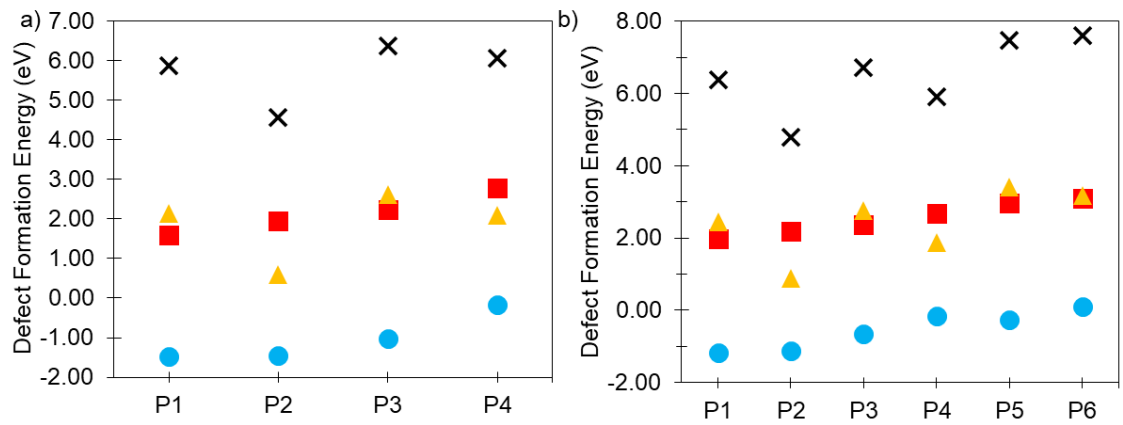 a)
Defect Formation Energy (eV)
7.00
6.00
5.00
4.00
3.00
2.00
1.00
0.00
-1.00
-2.00
P1 P2 P3 P4
b)
Defect Formation Energy (eV)
8.00
6.00
4.00
2.00
0.00
-2.00
P1 P2 P3 P4 P5 P6